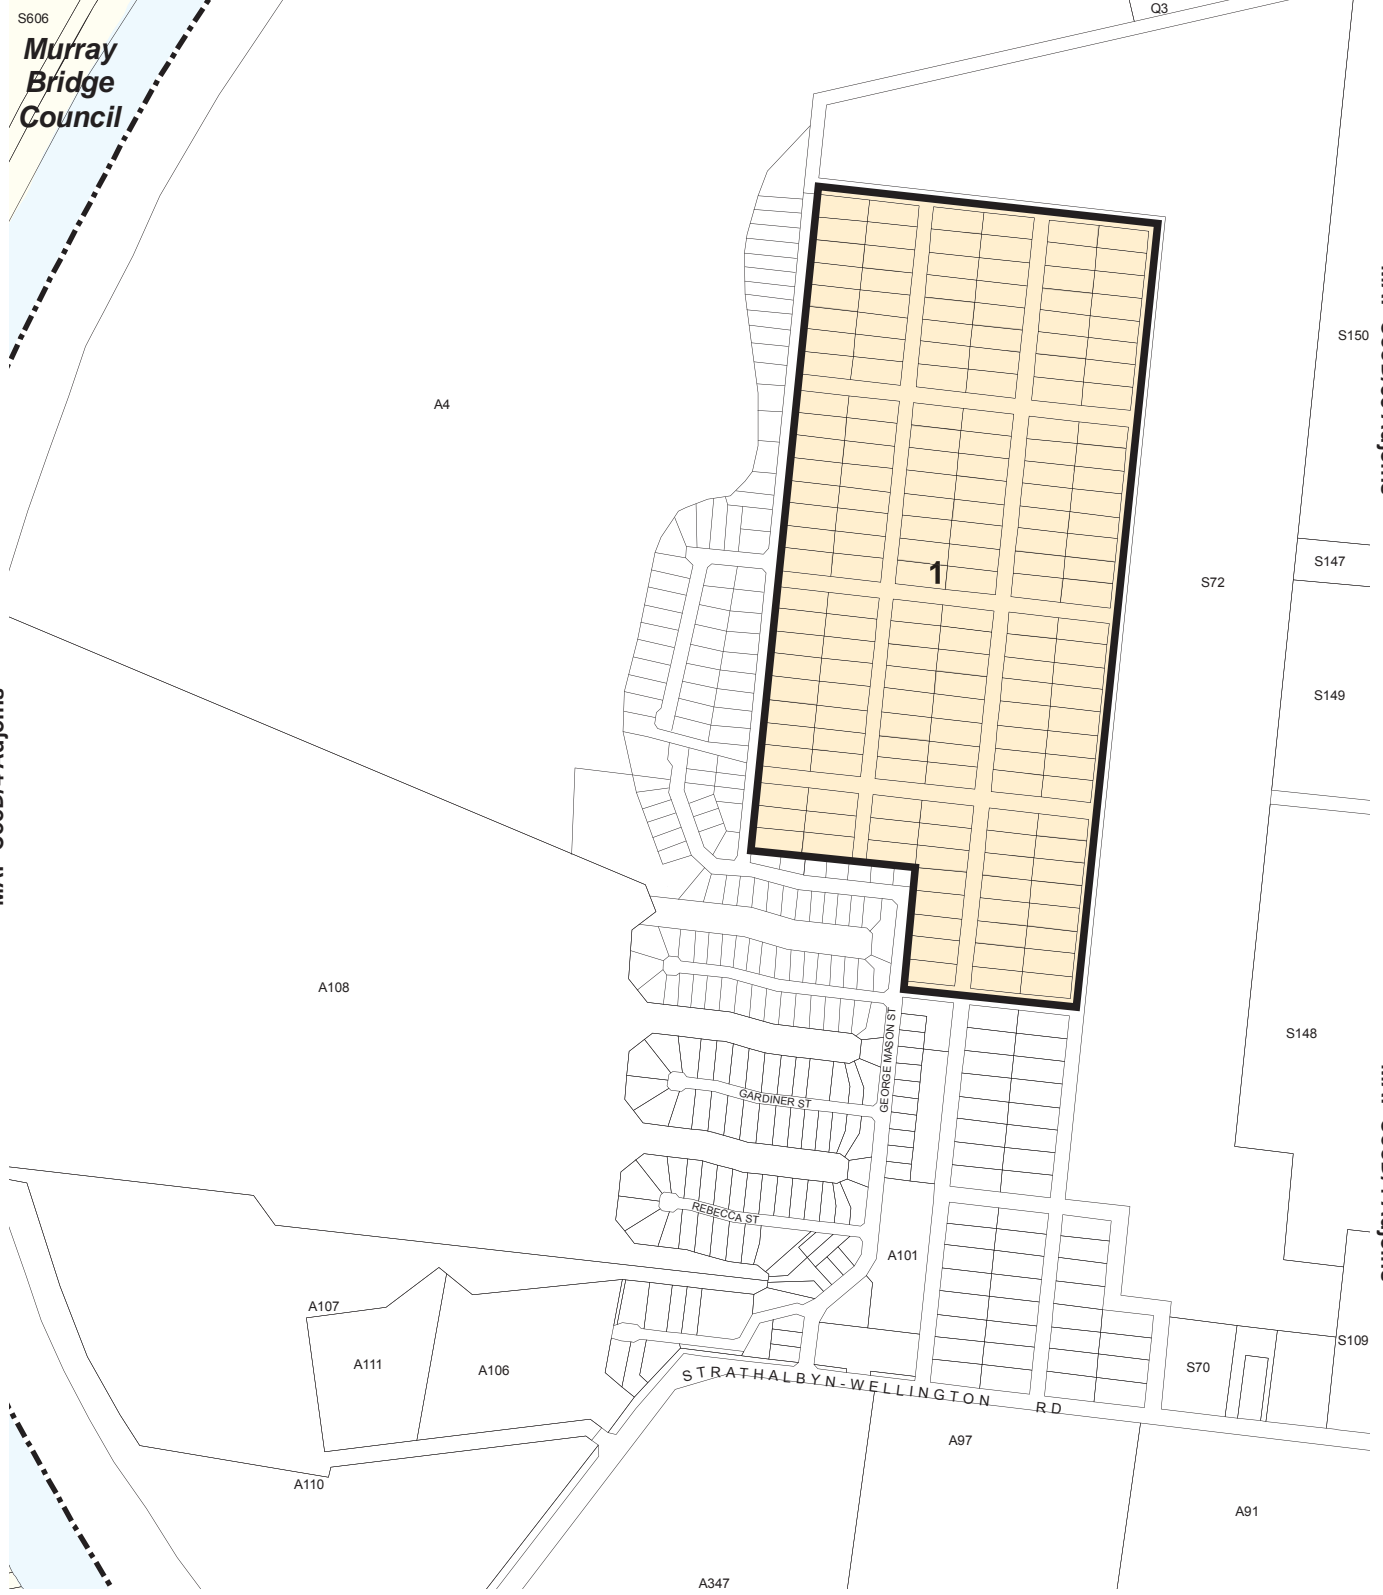 Q3
S606
Murray
Bridge
Council
S150
A4
S147
1
S72
S149
A108
S148
GEORGE MASON ST
GARDINER ST
REBECCA ST
A101
A107
A111
A106
S109
S70
STRATHALBYN-WELLINGTON RD
A97
A110
A91
A347